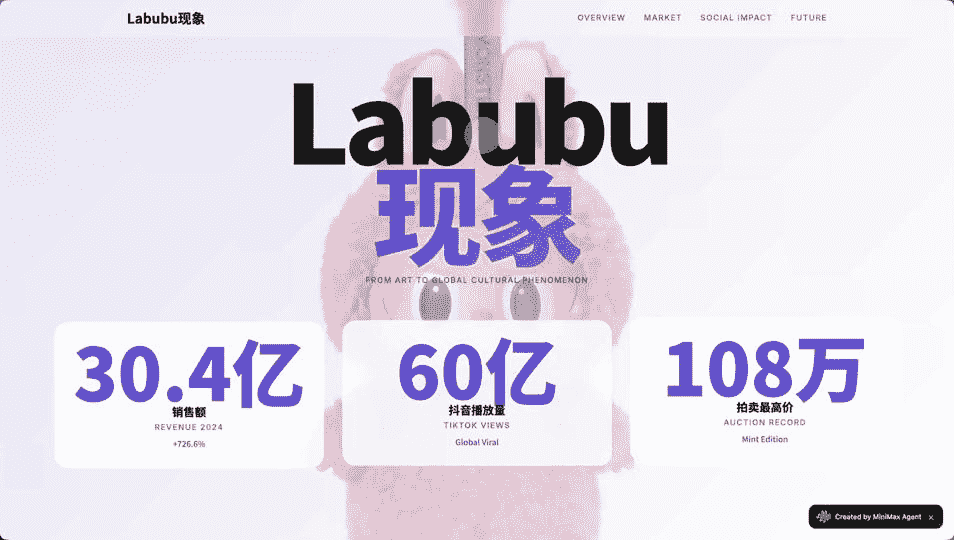 Labubu现象
OVERVIEW MARKET SOCIAL IMPACT FUTURE
Labubu
现象
FROM ART TO GLOBAL CULTURAL PHENOMENON
30.4亿
销售额
REVENUE 2024
+726.6%
60亿
抖音播放量
TIKTOK VIEWS
Global Viral
108万
拍卖最高价
AUCTION RECORD
Mint Edition
Created by MiniMax Agent ×